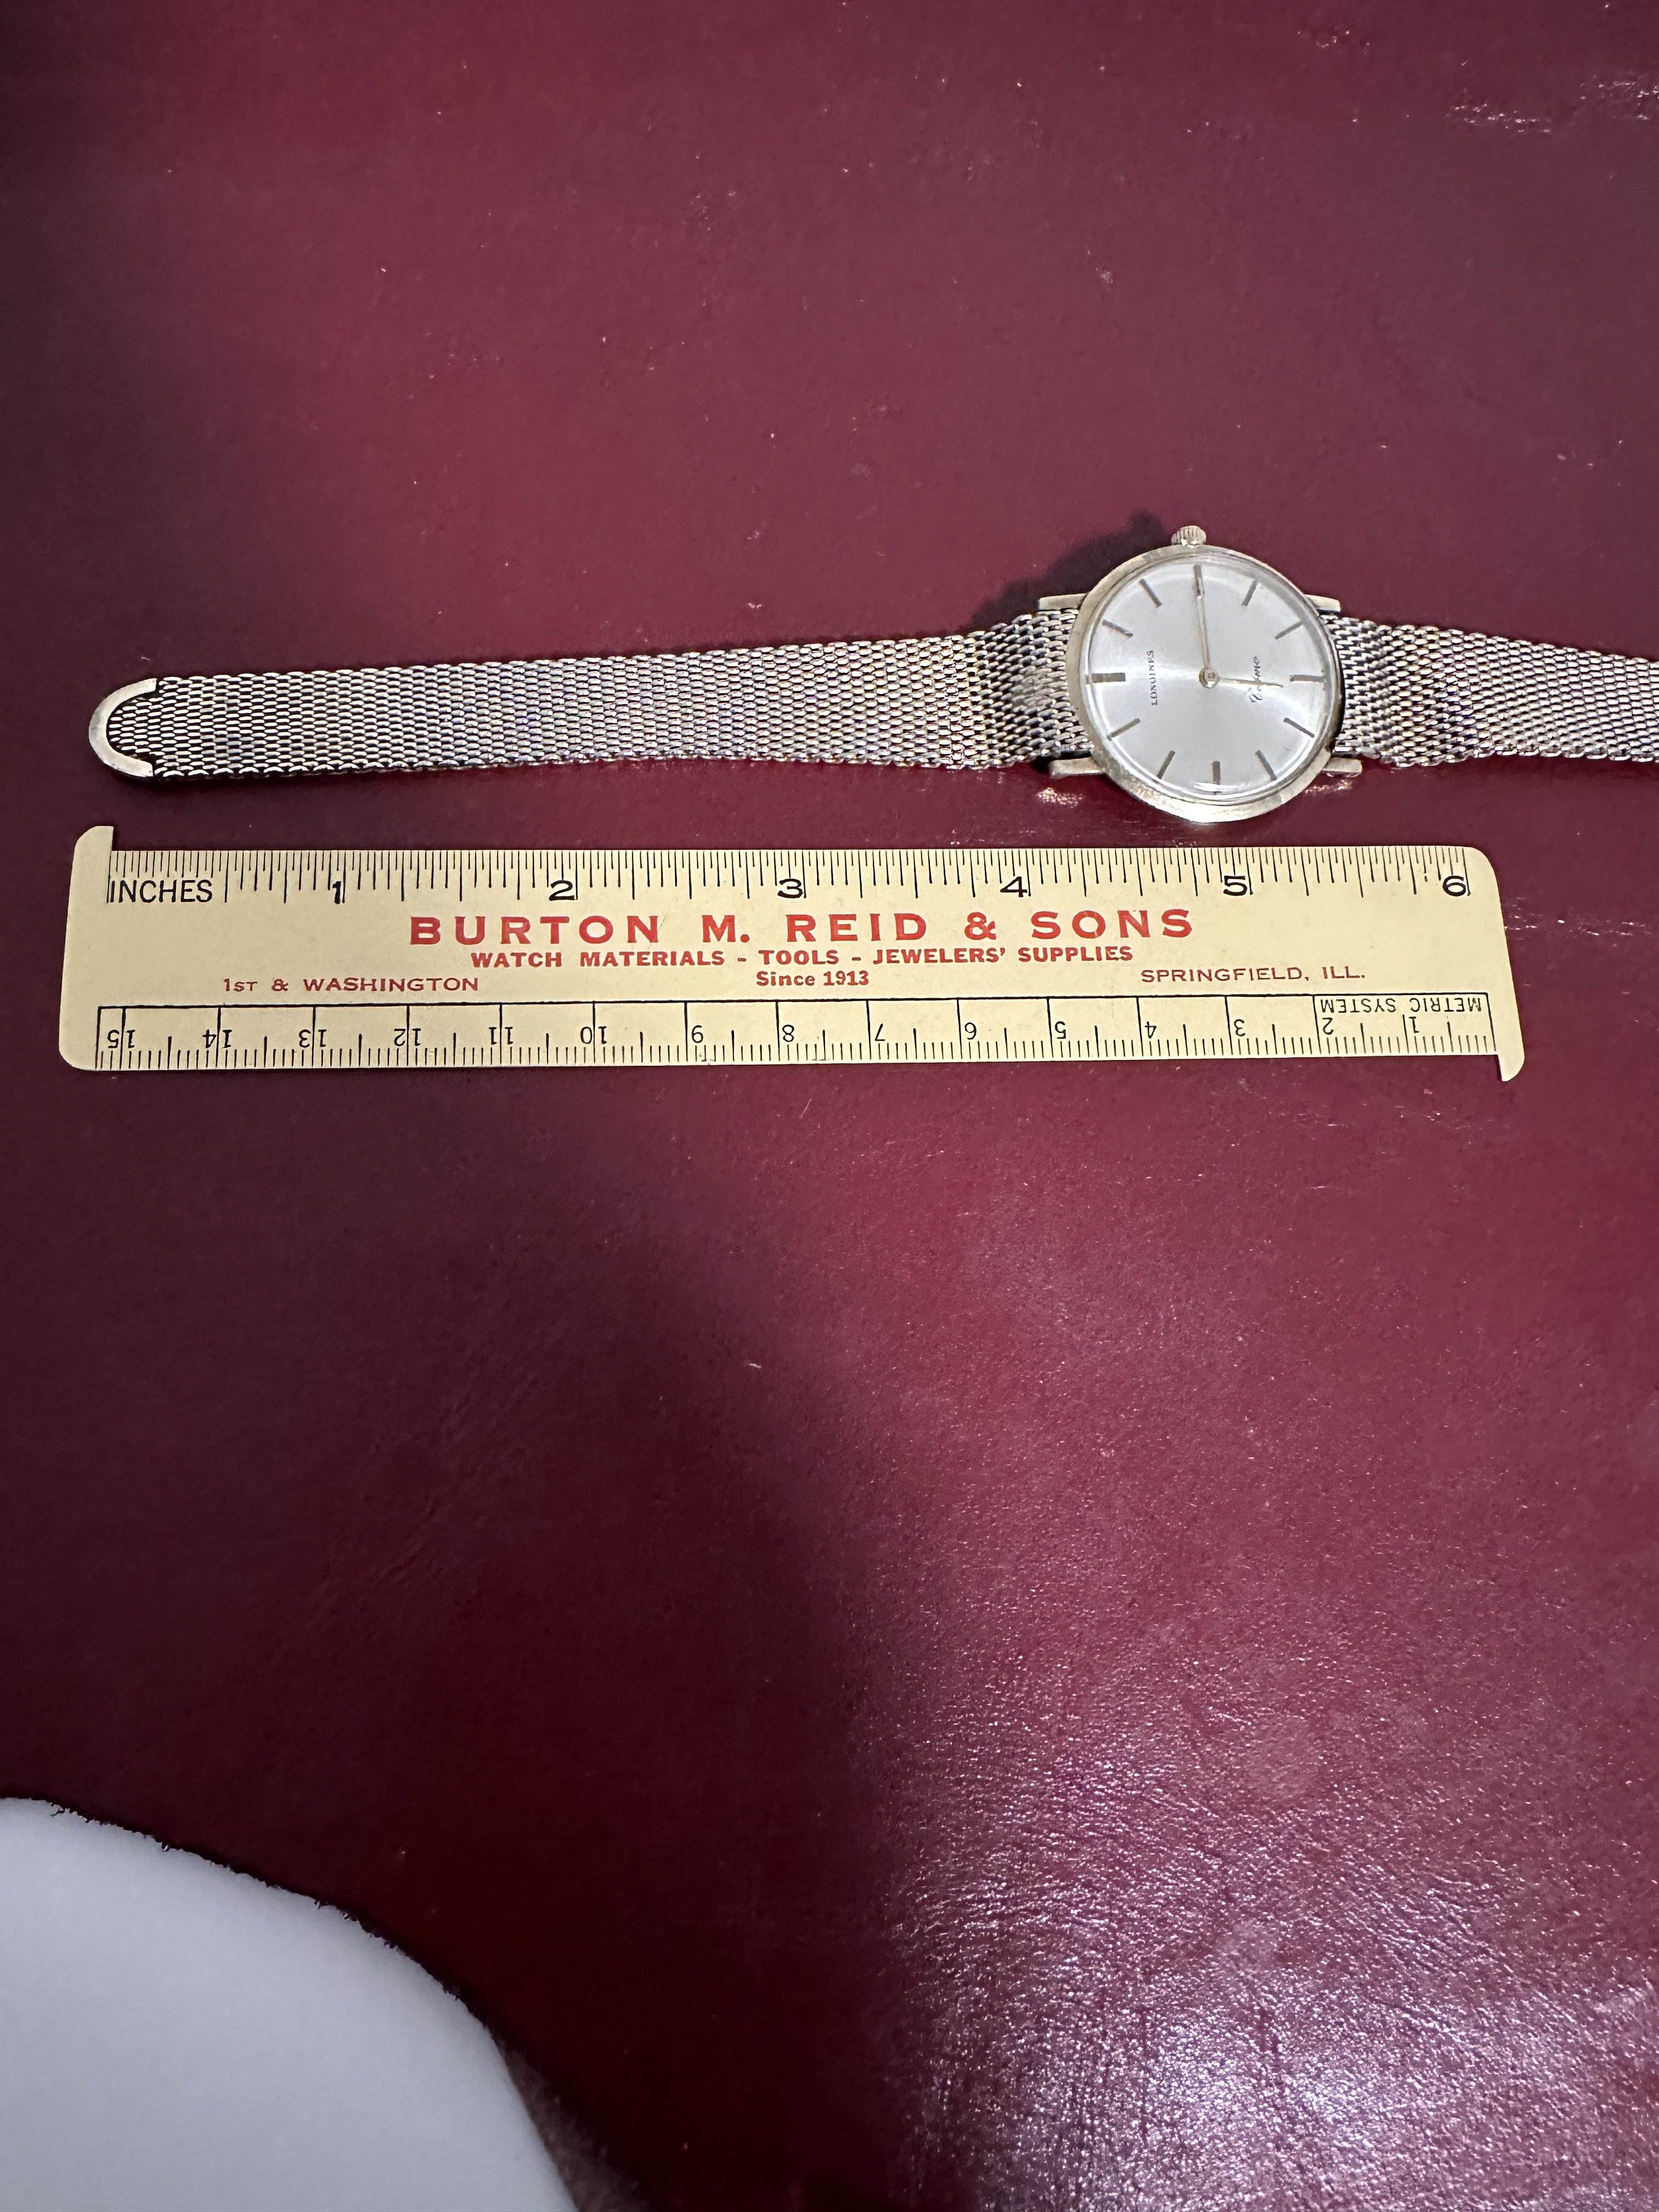 LONGINES
INCHES 1 2 3 4 5 6
BURTON M. REID & SONS
WATCH MATERIALS - TOOLS - JEWELERS' SUPPLIES
1ST & WASHINGTON Since 1913 SPRINGFIELD, ILL.
METRIC SYSTEM
1 2 3 4 5 6 7 8 9 10 11 12 13 14 15